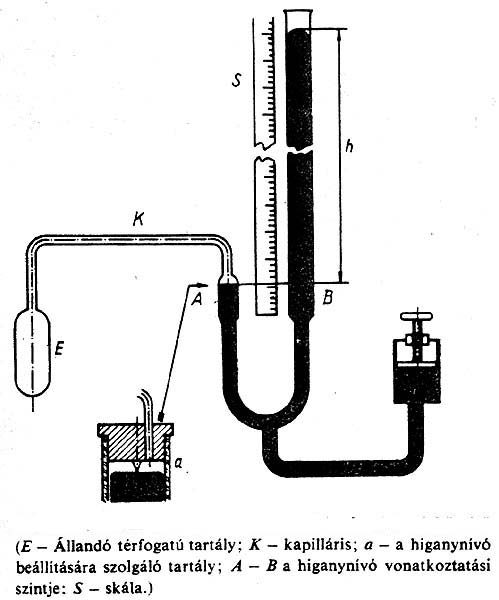 S
h
K
A
B
E
a
(E – Állandó térfogatú tartály; K – kapilláris; a – a higanynívó
beállítására szolgáló tartály; A – B a higanynívó vonatkoztatási
szintje: S – skála.)